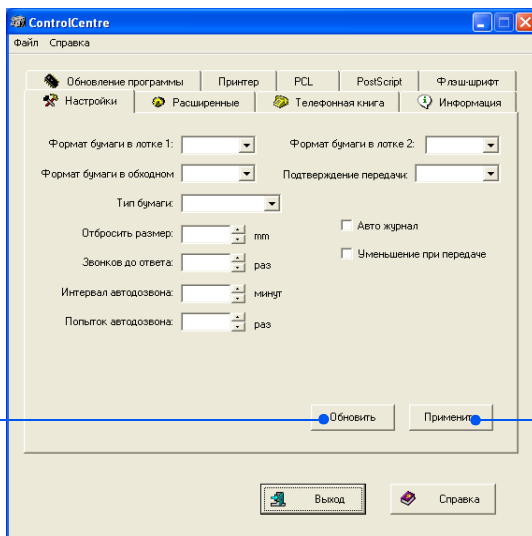 ControlCentre
Файл Справка
Обновление программы Принтер PCL PostScript Флэш-шрифт
Настройки Расширенные Телефонная книга Информация
Формат бумаги в лотке 1: Формат бумаги в лотке 2:
Формат бумаги в обходном Подтверждение передачи:
Тип бумаги:
Авто журнал
Отбросить размер: mm
Уменьшение при передаче
Звонков до ответа: раз
Интервал автодозвона: минут
Попыток автодозвона: раз
Обновить Применить
Выход Справка